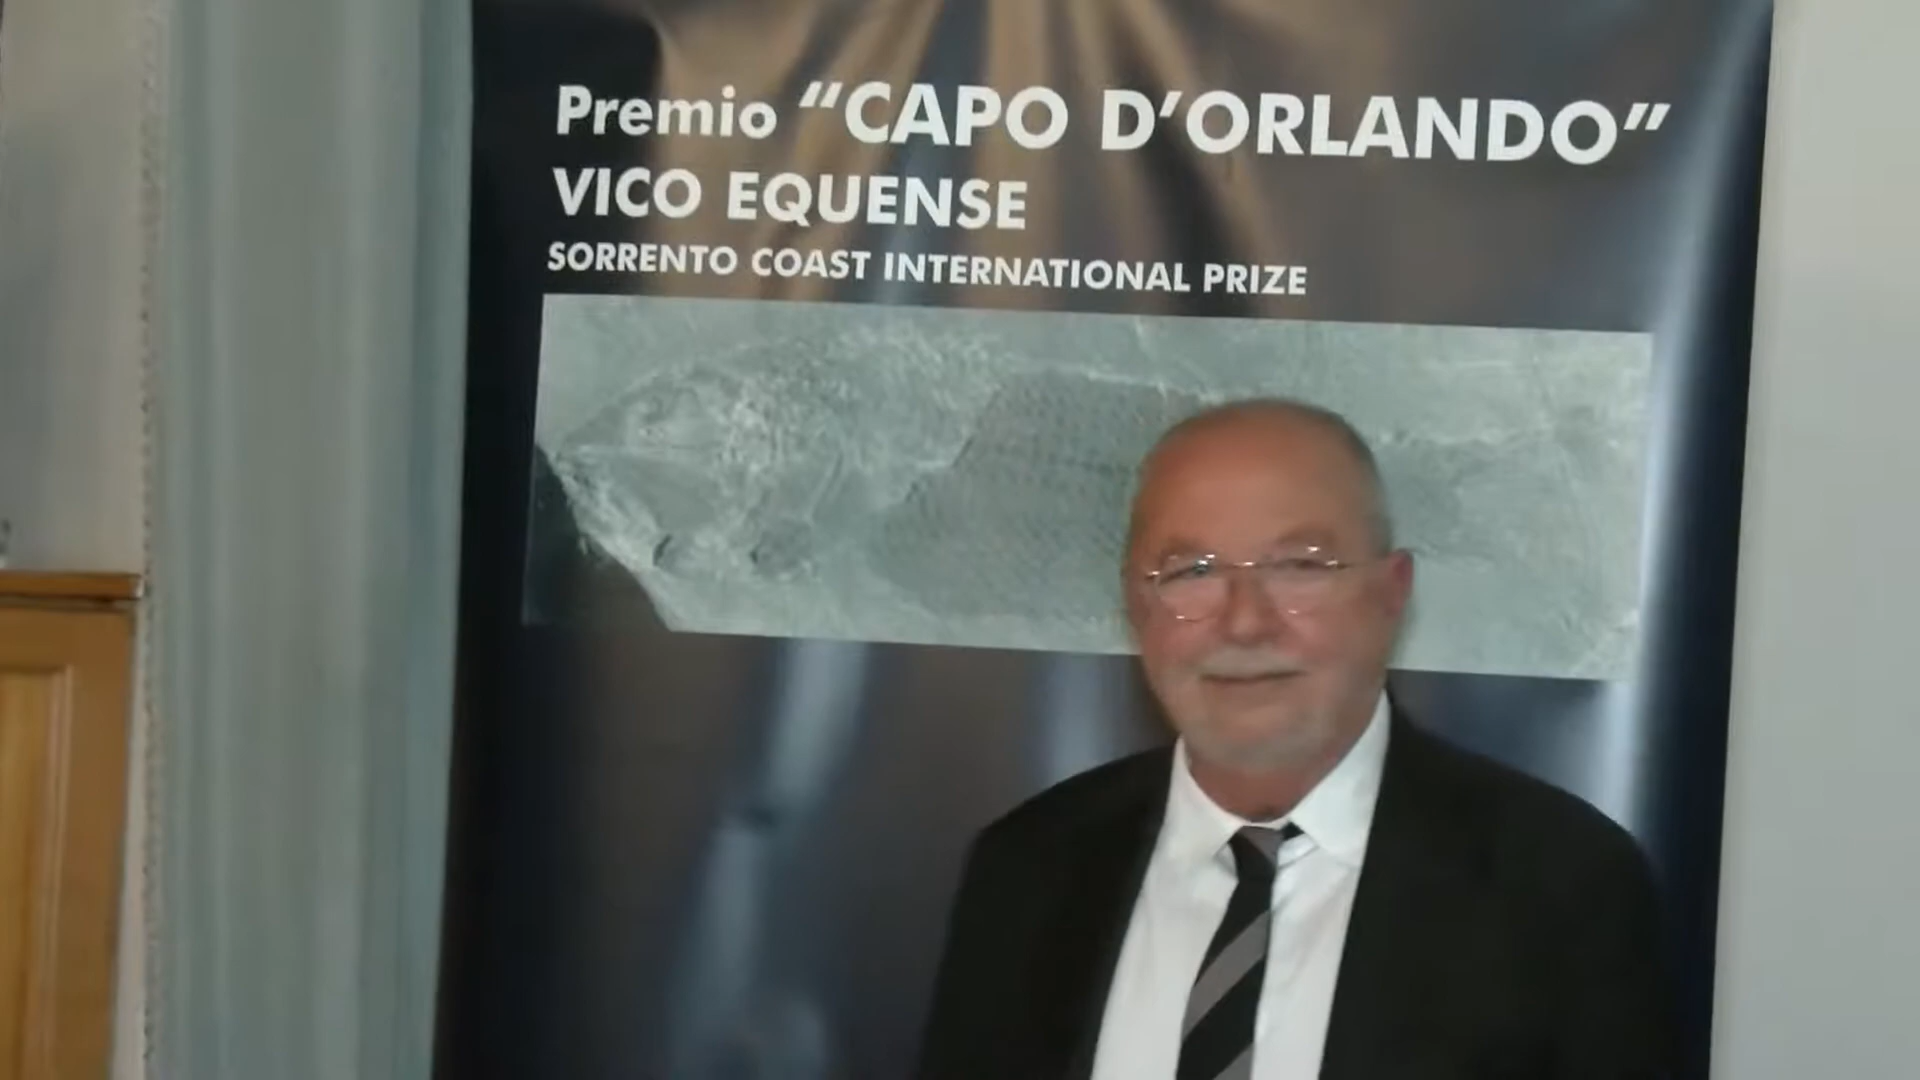 Premio “CAPO D’ORLANDO”
VICO EQUENSE
SORRENTO COAST INTERNATIONAL PRIZE